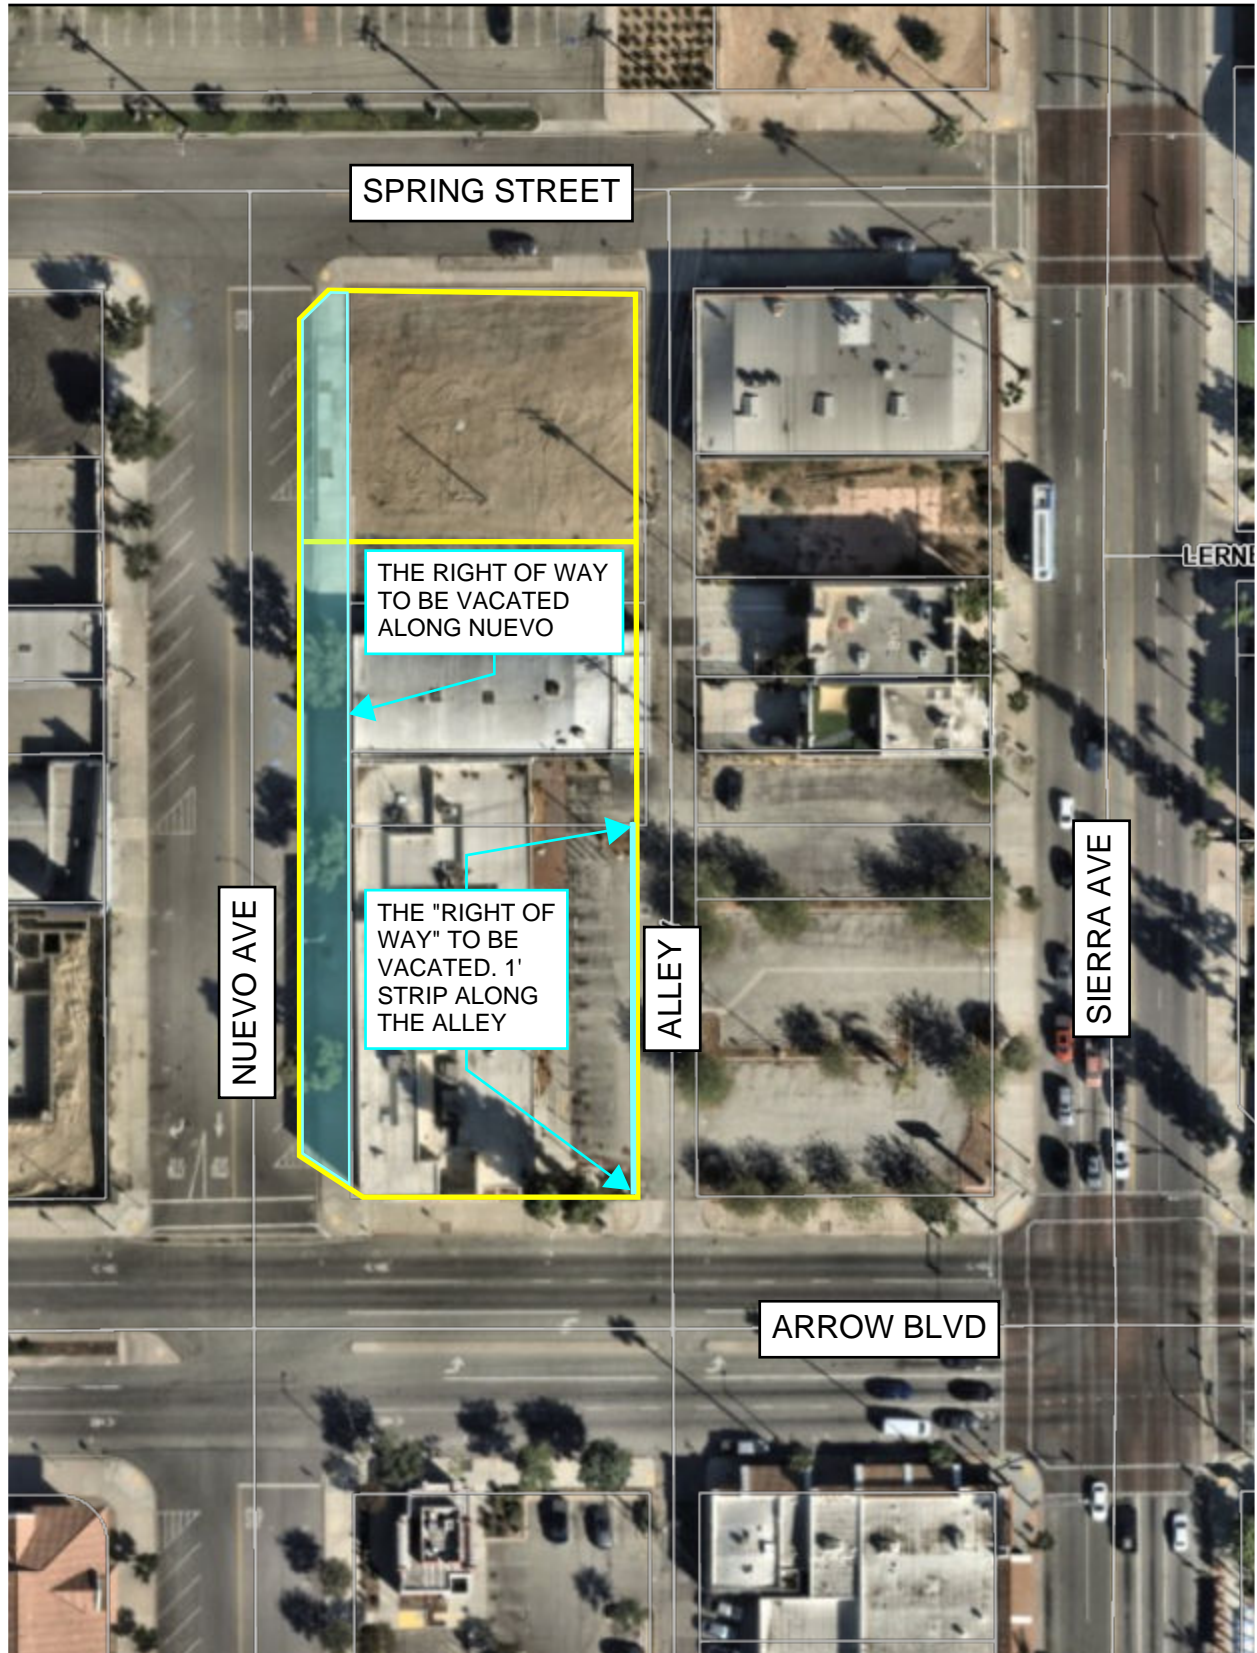 SPRING STREET
LERNE
THE RIGHT OF WAY
TO BE VACATED
ALONG NUEVO
SIERRA AVE
NUEVO AVE
THE "RIGHT OF
WAY" TO BE
VACATED. 1'
STRIP ALONG
THE ALLEY
ALLEY
ARROW BLVD